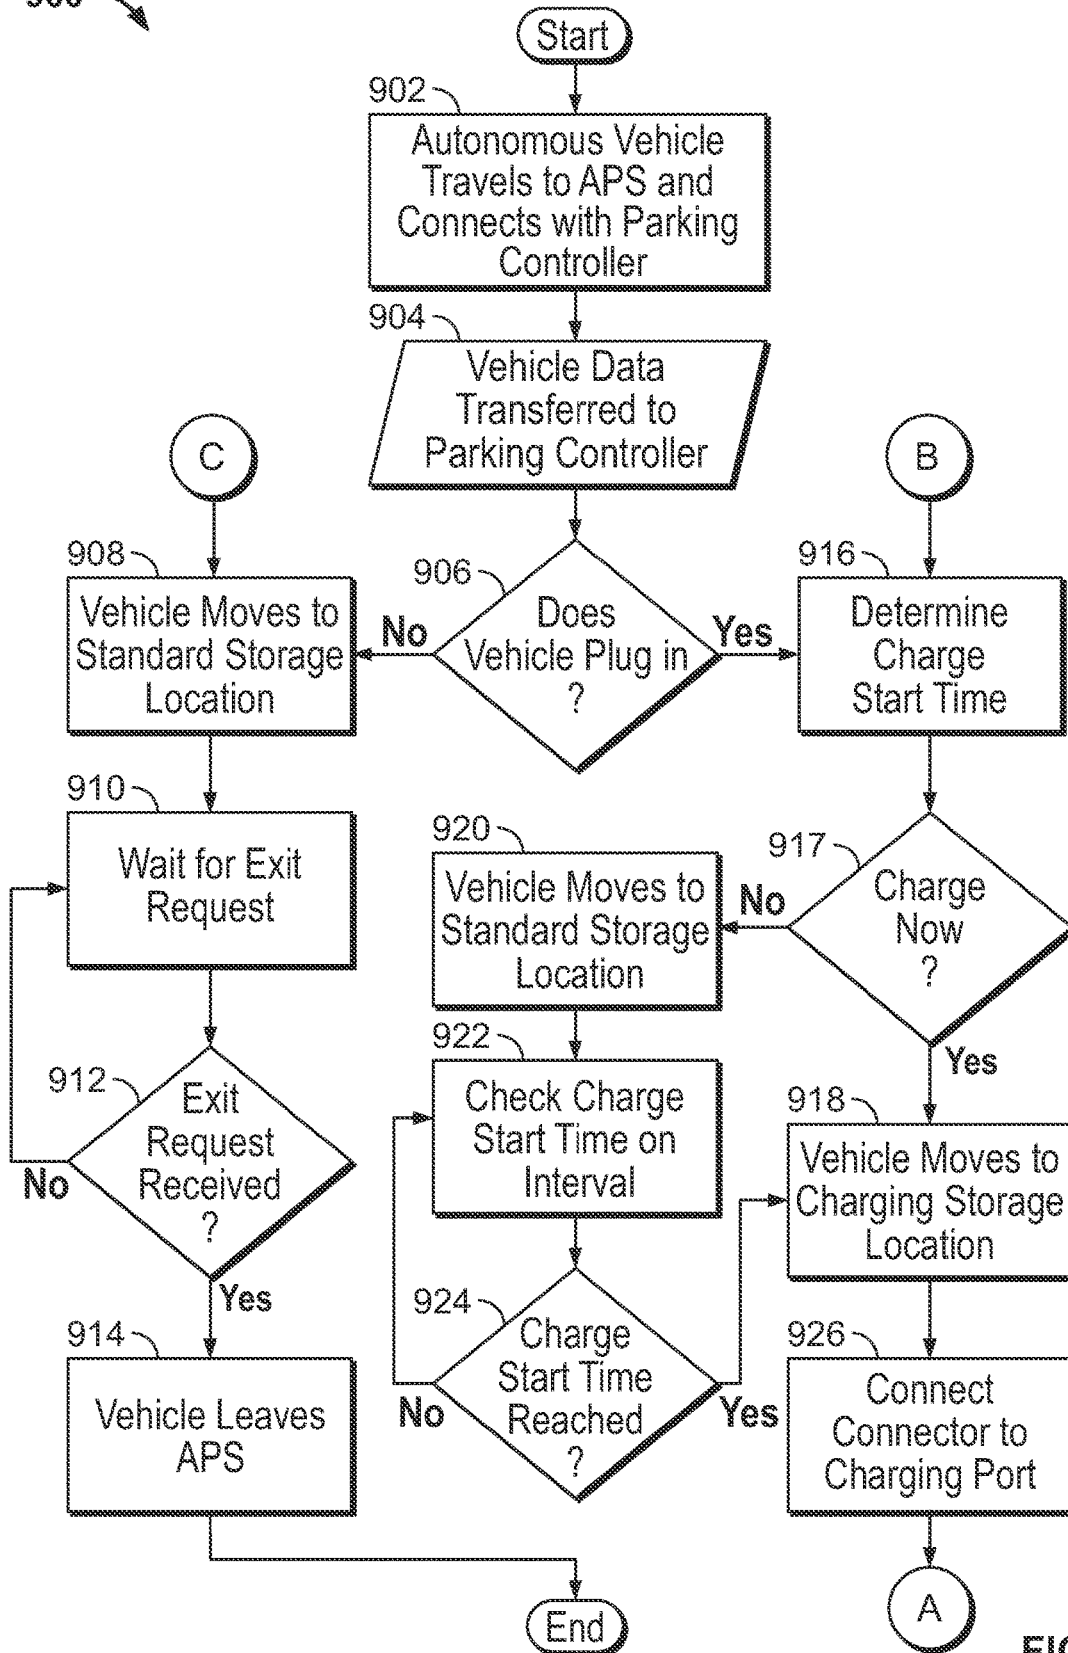 Start
902
Autonomous Vehicle
Travels to APS and
Connects with Parking
Controller
904
Vehicle Data
Transferred to
Parking Controller
C
B
908
Vehicle Moves to
Standard Storage
Location
906
Does
Vehicle Plug in
?
No
Yes
916
Determine
Charge
Start Time
910
Wait for Exit
Request
920
Vehicle Moves to
Standard Storage
Location
917
Charge
Now
?
No
Yes
922
Check Charge
Start Time on
Interval
912
Exit
Request
Received
?
No
Yes
918
Vehicle Moves to
Charging Storage
Location
924
Charge
Start Time
Reached
?
No
Yes
914
Vehicle Leaves
APS
926
Connect
Connector to
Charging Port
End
A